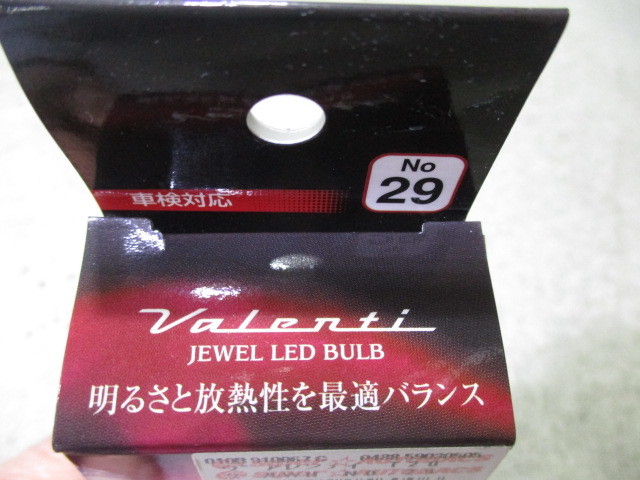 No
29
車検対応
Valenti
JEWEL LED BULB
明るさと放熱性を最適バランス